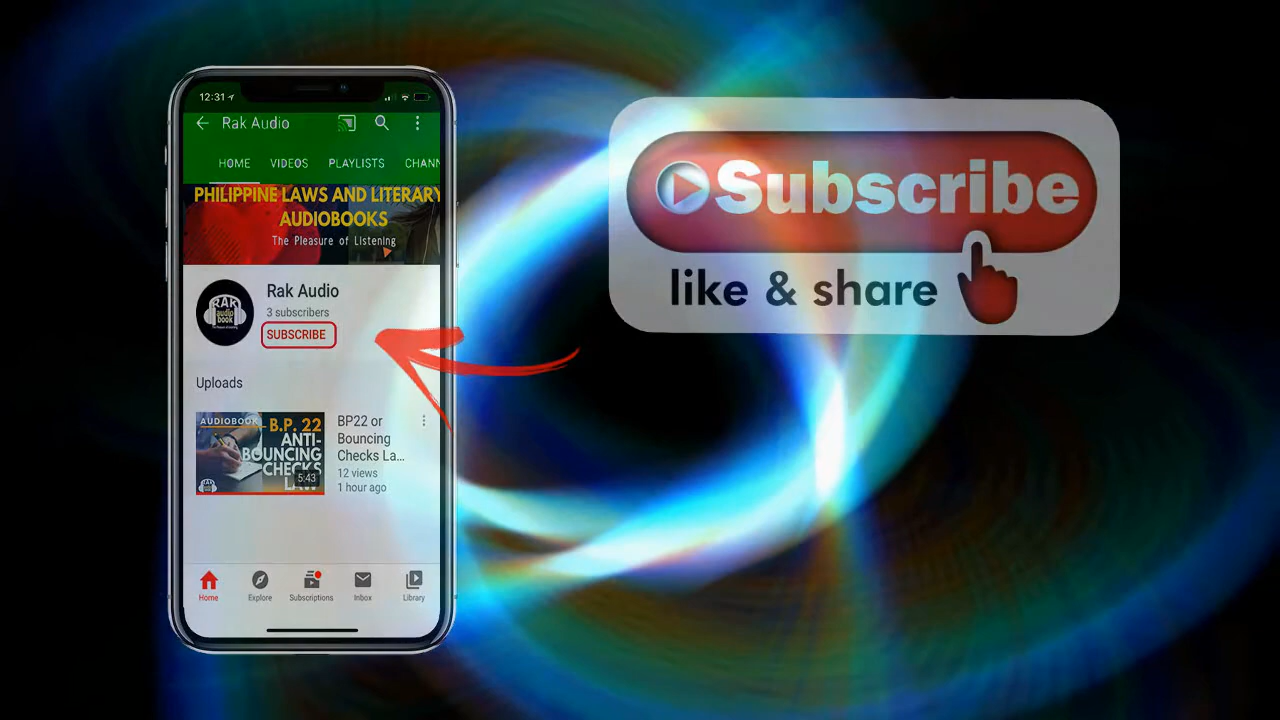 12:31
Rak Audio
HOME VIDEOS PLAYLISTS CHANN
PHILIPPINE LAWS AND LITERARY
AUDIOBOOKS
The Pleasure of Listening
RAK
audio
book
Rak Audio
3 subscribers
SUBSCRIBE
Uploads
AUDIOBOOK
B.P. 22
ANTI-
BOUNCING
CHECKS
LAW
5:43
BP22 or
Bouncing
Checks La...
12 views
1 hour ago
Home Explore Subscriptions Inbox Library
Subscribe
like & share